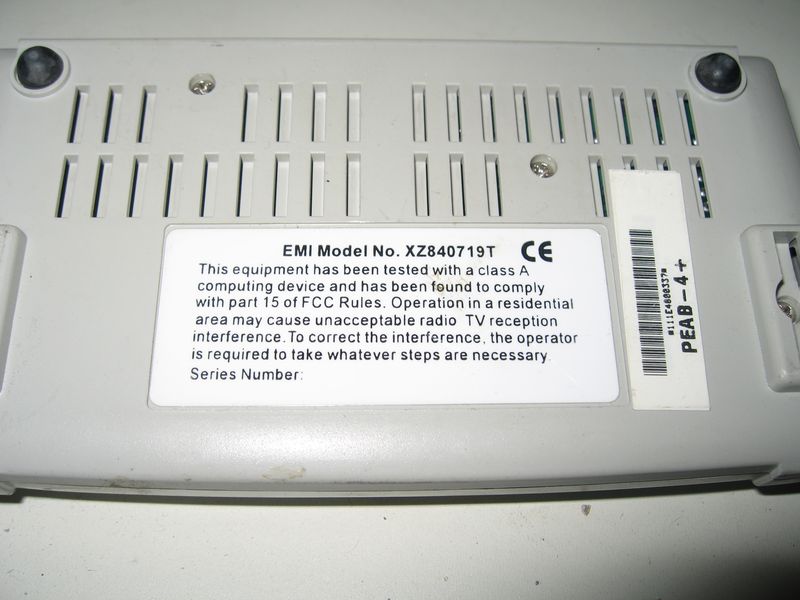 EMI Model No. XZ840719T CE
This equipment has been tested with a class A
computing device and has been found to comply
with part 15 of FCC Rules. Operation in a residential
area may cause unacceptable radio TV reception
interference. To correct the interference, the operator
is required to take whatever steps are necessary.
Series Number:
*111E4800337*
PEAB-4+